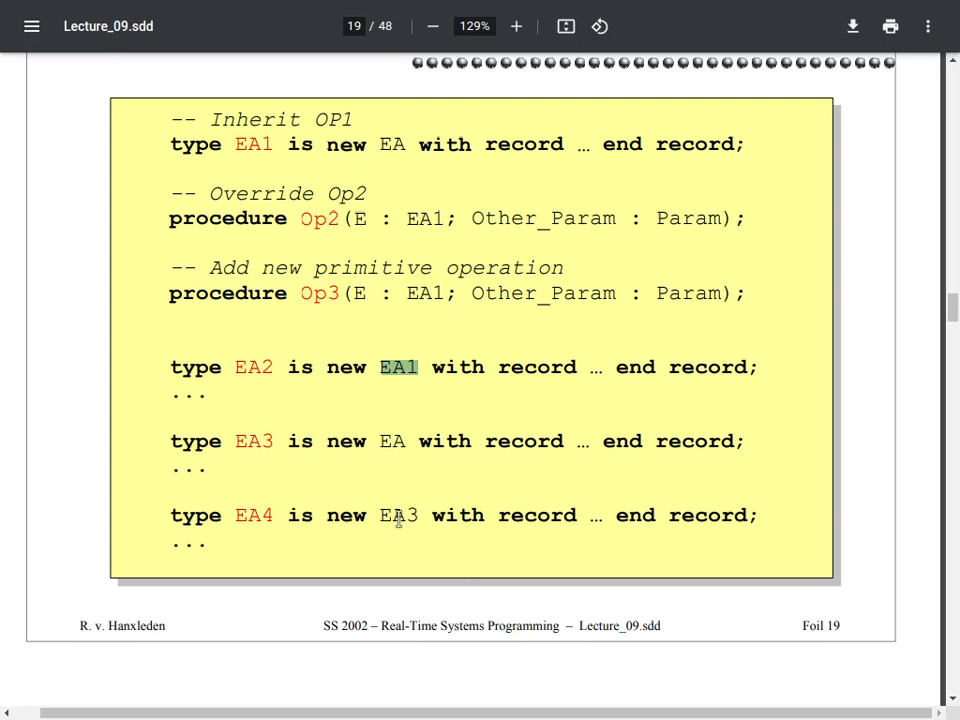 Lecture_09.sdd
19 / 48
129%
-- Inherit OP1
type EA1 is new EA with record … end record;
-- Override Op2
procedure Op2(E : EA1; Other_Param : Param);
-- Add new primitive operation
procedure Op3(E : EA1; Other_Param : Param);
type EA2 is new EA1 with record … end record;
...
type EA3 is new EA with record … end record;
...
type EA4 is new EA3 with record … end record;
...
R. v. Hanxleden
SS 2002 – Real-Time Systems Programming – Lecture_09.sdd
Foil 19